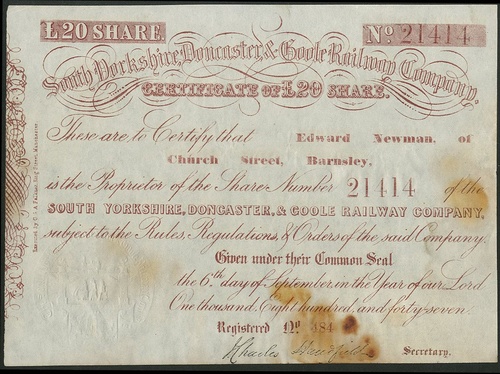 £20 SHARE. No. 21414
South Yorkshire, Doncaster, & Goole Railway Company,
CERTIFICATE OF £20 SHARE.
These are to Certify that Edward Newman, of
Church Street, Barnsley,
is the Proprietor of the Share Number 21414 of the
SOUTH YORKSHIRE, DONCASTER, & GOOLE RAILWAY COMPANY,
subject to the Rules, Regulations, & Orders of the said Company.
Given under their Common Seal
the 6th day of September, in the Year of our Lord
One thousand, Eight hundred, and forty-seven.
Registered No. 484
Charles Secretary.